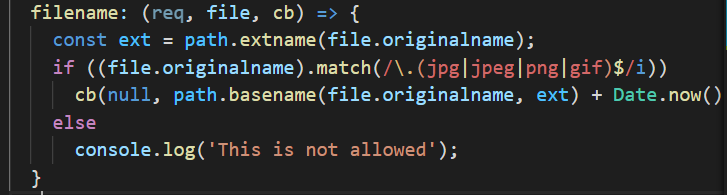 filename: (req, file, cb) => {
const ext = path.extname(file.originalname);
if ((file.originalname).match(/\.(jpg|jpeg|png|gif)$/i))
cb(null, path.basename(file.originalname, ext) + Date.now()
else
console.log('This is not allowed');
}